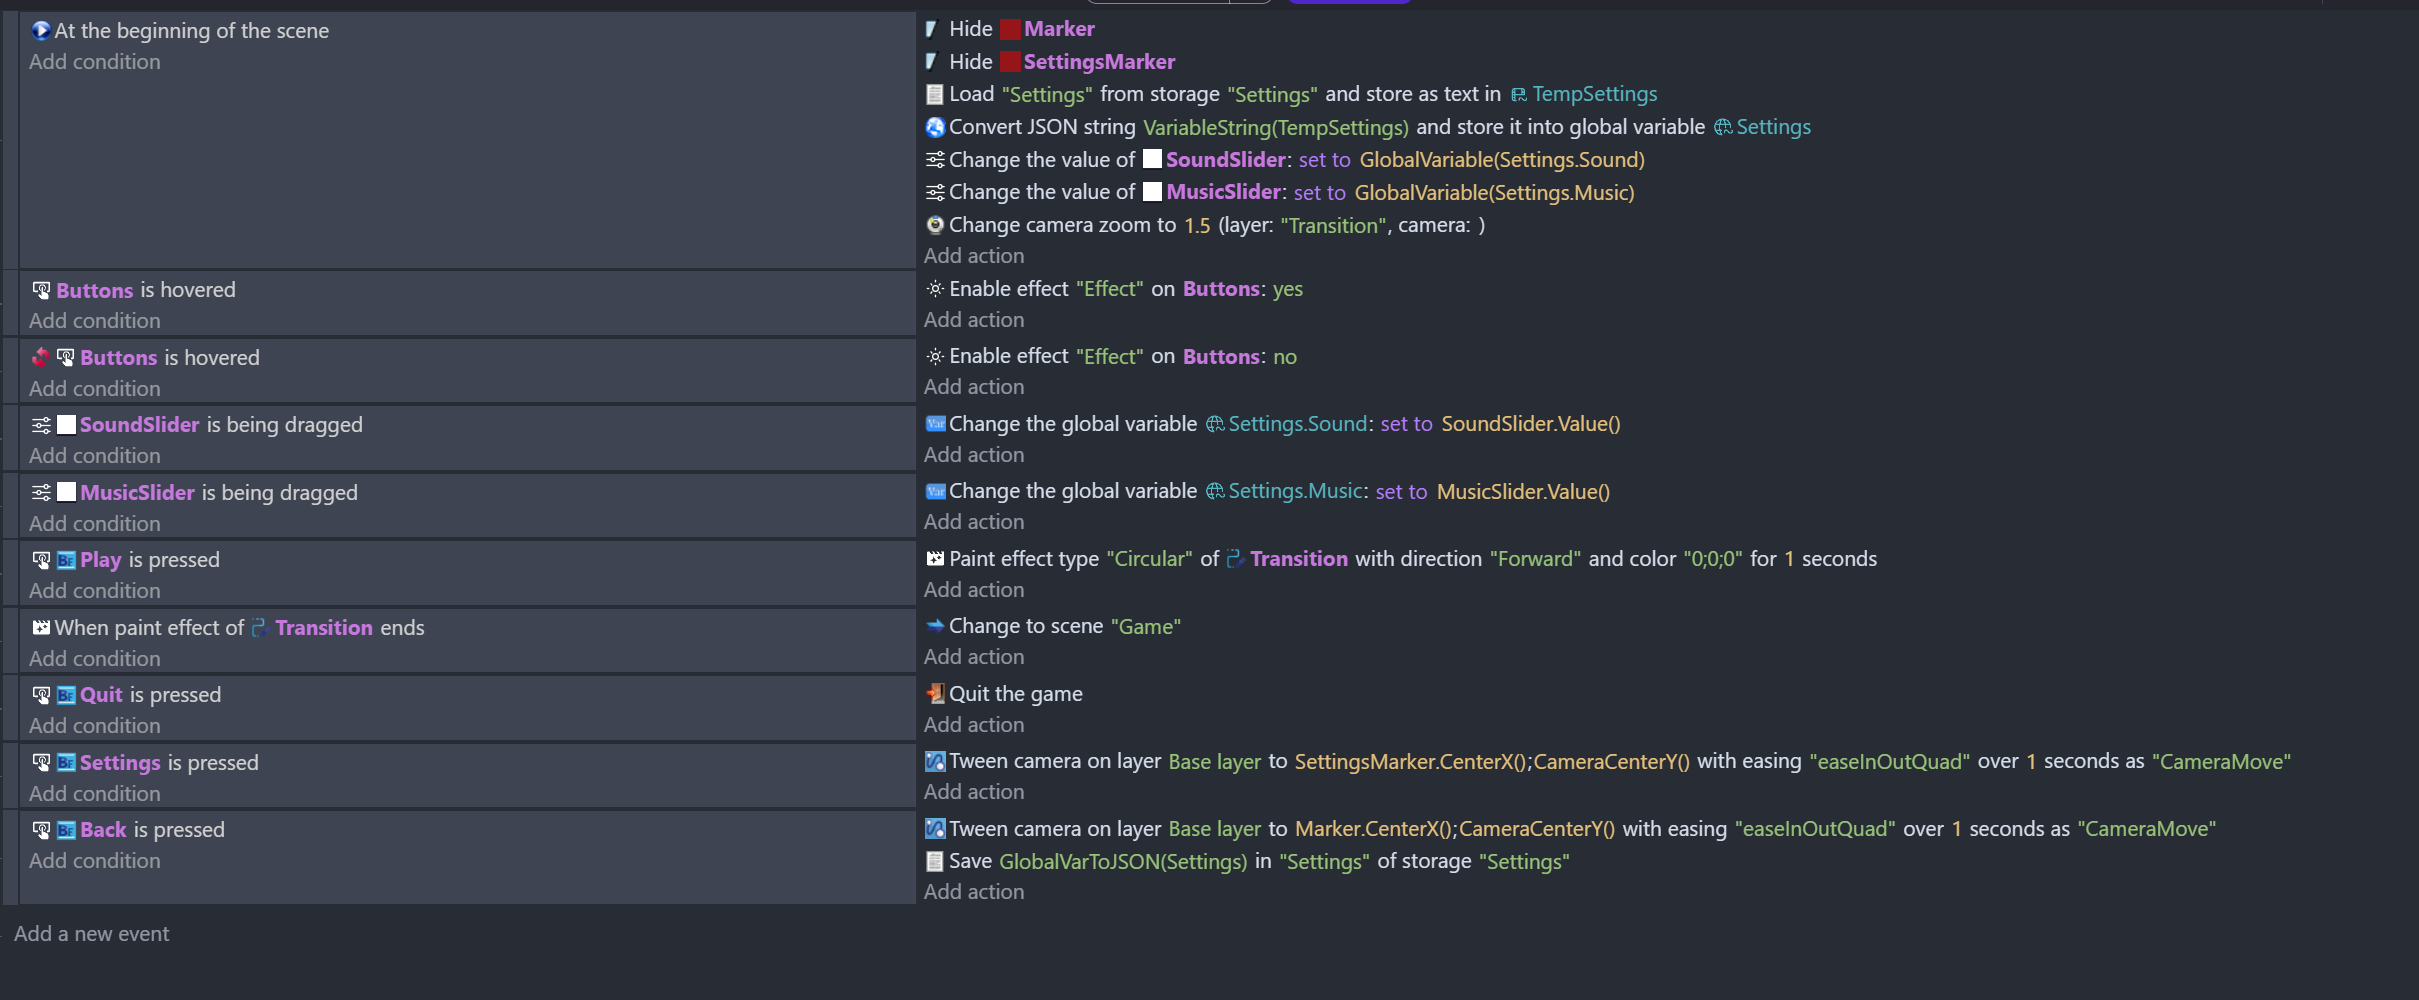 At the beginning of the scene
Add condition
Hide Marker
Hide SettingsMarker
Load "Settings" from storage "Settings" and store as text in TempSettings
Convert JSON string VariableString(TempSettings) and store it into global variable Settings
Change the value of SoundSlider: set to GlobalVariable(Settings.Sound)
Change the value of MusicSlider: set to GlobalVariable(Settings.Music)
Change camera zoom to 1.5 (layer: "Transition", camera: )
Add action
Buttons is hovered
Add condition
Enable effect "Effect" on Buttons: yes
Add action
Buttons is hovered
Add condition
Enable effect "Effect" on Buttons: no
Add action
SoundSlider is being dragged
Add condition
Var Change the global variable Settings.Sound: set to SoundSlider.Value()
Add action
MusicSlider is being dragged
Add condition
Var Change the global variable Settings.Music: set to MusicSlider.Value()
Add action
BF Play is pressed
Add condition
Paint effect type "Circular" of Transition with direction "Forward" and color "0;0;0" for 1 seconds
Add action
When paint effect of Transition ends
Add condition
Change to scene "Game"
Add action
BF Quit is pressed
Add condition
Quit the game
Add action
BF Settings is pressed
Add condition
Tween camera on layer Base layer to SettingsMarker.CenterX();CameraCenterY() with easing "easeInOutQuad" over 1 seconds as "CameraMove"
Add action
BF Back is pressed
Add condition
Tween camera on layer Base layer to Marker.CenterX();CameraCenterY() with easing "easeInOutQuad" over 1 seconds as "CameraMove"
Save GlobalVarToJSON(Settings) in "Settings" of storage "Settings"
Add action
Add a new event